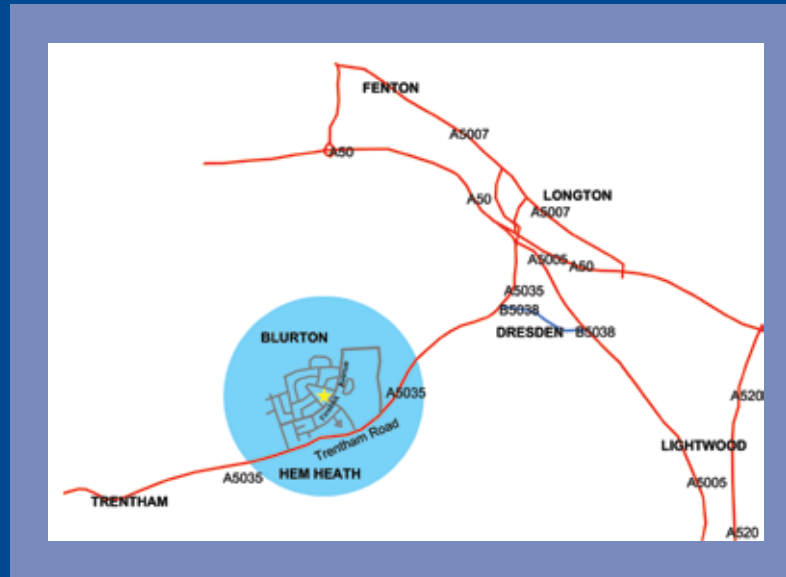 FENTON
A5007
A50
A50
LONGTON
A5007
A5005
A50
A5035
B5038
DRESDEN
B5038
BLURTON
A5035
A520
Trentham Road
LIGHTWOOD
HEM HEATH
A5035
A5005
TRENTHAM
A520